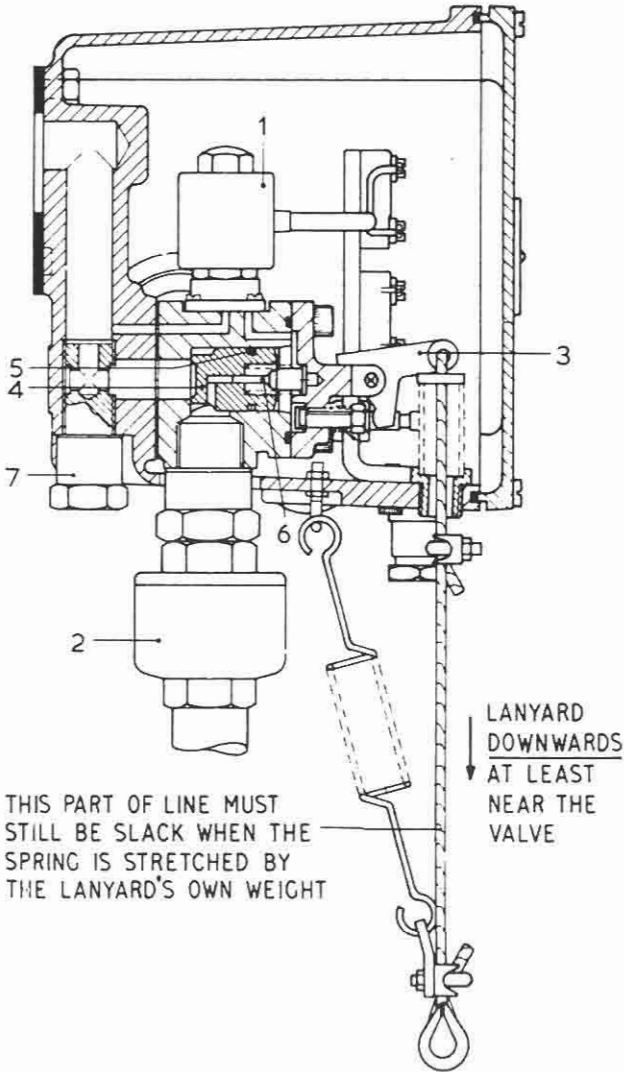 1
5
4
3
7
6
2
LANYARD
DOWNWARDS
AT LEAST
NEAR THE
VALVE
THIS PART OF LINE MUST
STILL BE SLACK WHEN THE
SPRING IS STRETCHED BY
THE LANYARD'S OWN WEIGHT